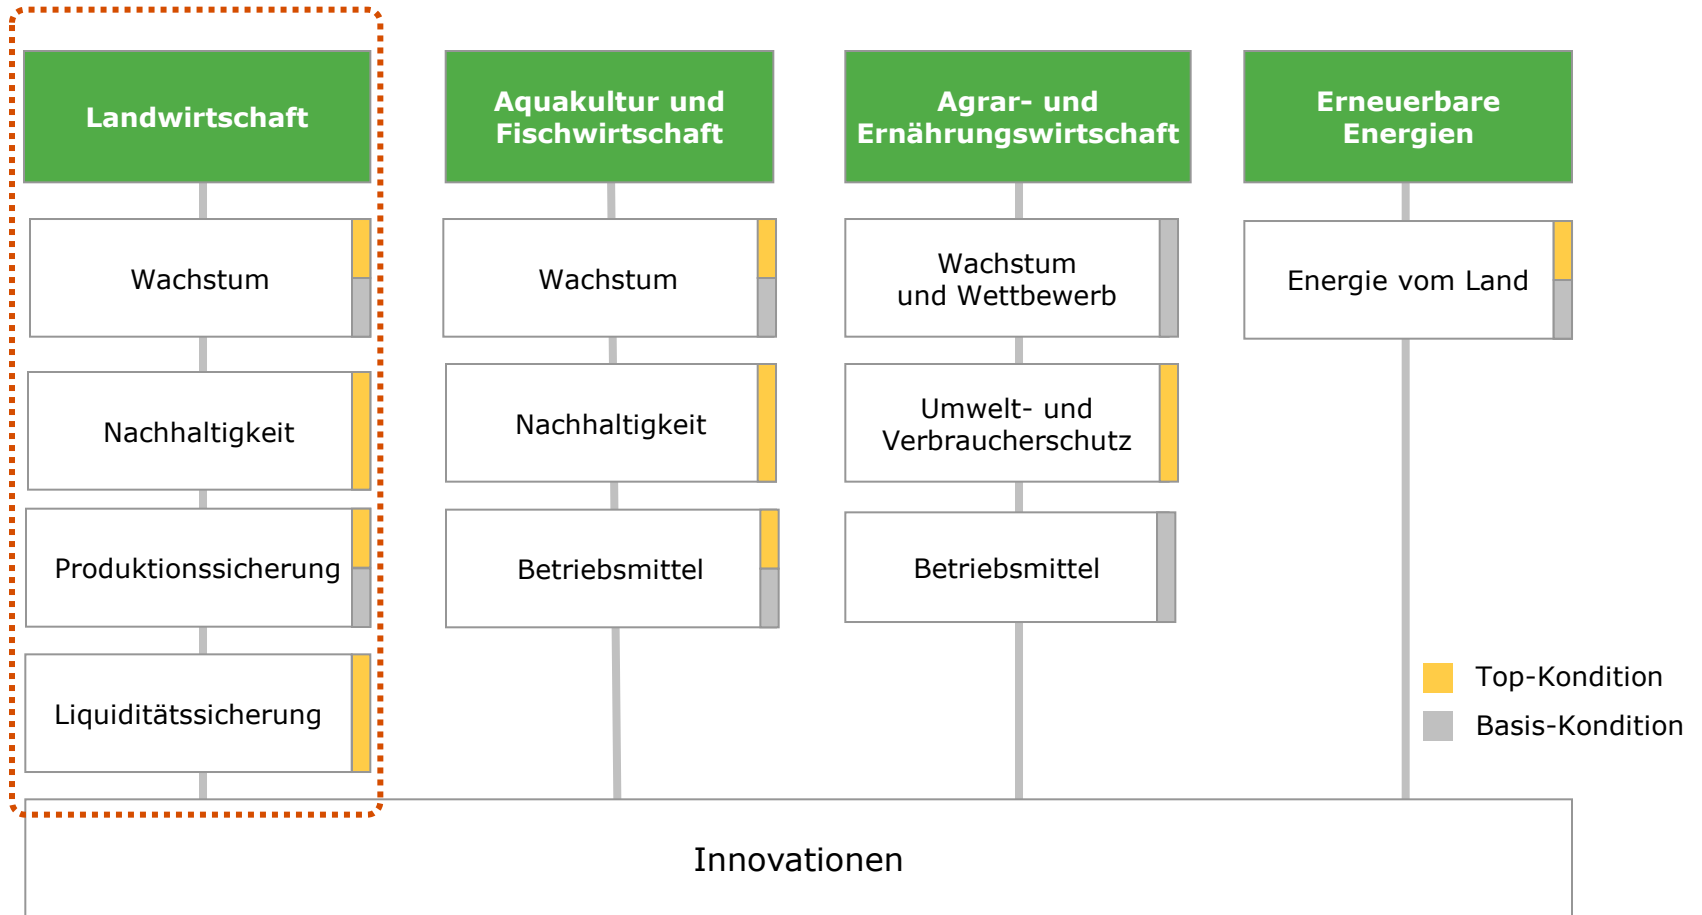 Landwirtschaft
Wachstum
Nachhaltigkeit
Produktionssicherung
Liquiditätssicherung
Aquakultur und
Fischwirtschaft
Wachstum
Nachhaltigkeit
Betriebsmittel
Agrar- und
Ernährungswirtschaft
Wachstum
und Wettbewerb
Umwelt- und
Verbraucherschutz
Betriebsmittel
Erneuerbare
Energien
Energie vom Land
Top-Kondition
Basis-Kondition
Innovationen